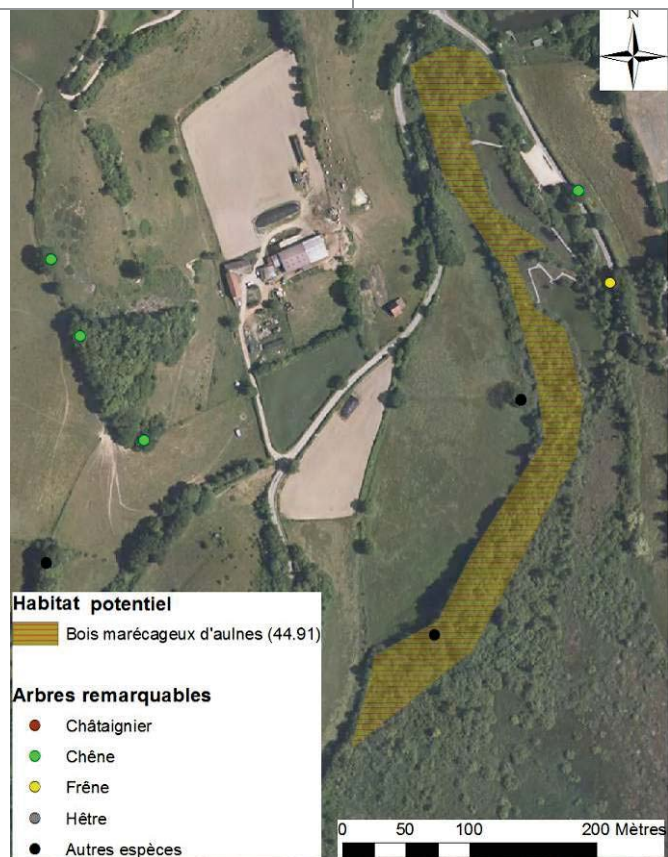 N
Habitat potentiel
Bois marécageux d'aulnes (44.91)
Arbres remarquables
Châtaignier
Chêne
Frêne
Hêtre
Autres espèces
0 50 100 200 Mètres